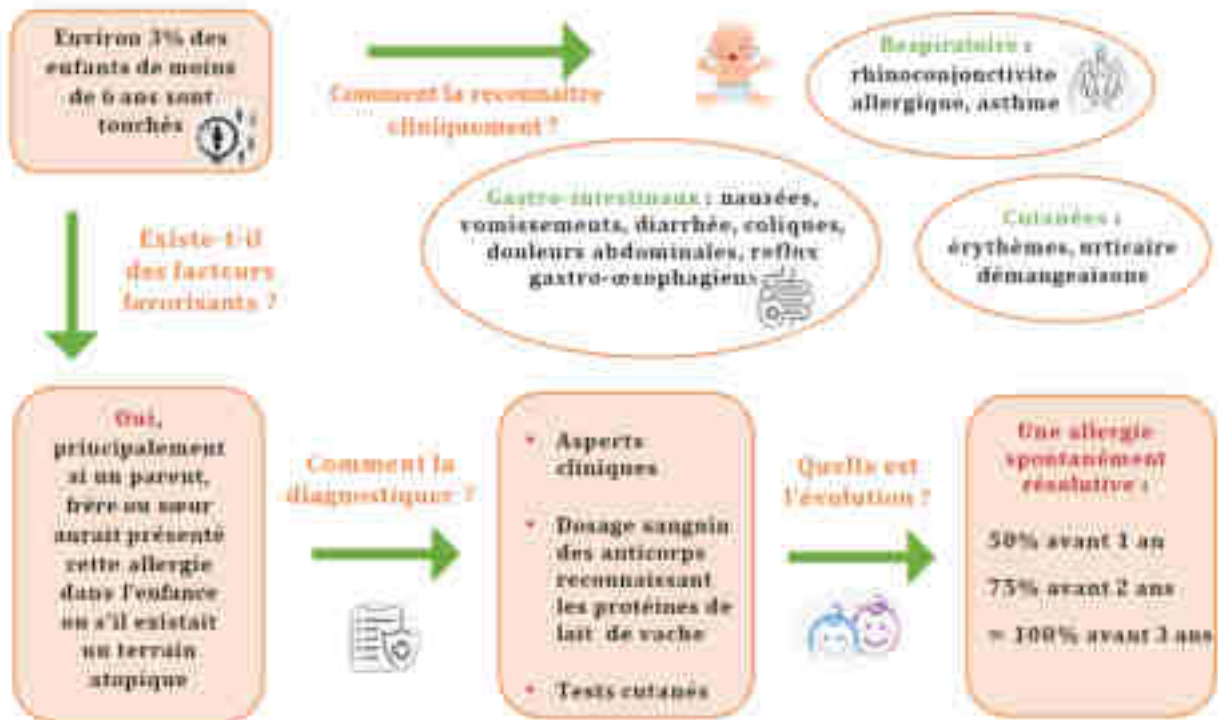 Environ 3% des
enfants de moins
de 6 ans sont
touchés
Comment la reconnaitre
cliniquement ?
Respiratoire :
rhinoconjonctivite
allergique, asthme
Gastro-intestinaux : nausées,
vomissements, diarrhée, coliques,
douleurs abdominales, reflux
gastro-œsophagiens
Cutanées :
érythèmes, urticaire
démangeaisons
Existe-t-il
des facteurs
favorisants ?
Oui,
principalement
si un parent,
frère ou sœur
aurait présenté
cette allergie
dans l'enfance
ou s'il existait
un terrain
atopique
Comment la
diagnostiquer ?
• Aspects
cliniques
• Dosage sanguin
des anticorps
reconnaissant
les protéines de
lait de vache
• Tests cutanés
Quelle est
l'évolution ?
Une allergie
spontanément
résolutive :
50% avant 1 an
75% avant 2 ans
≈ 100% avant 3 ans